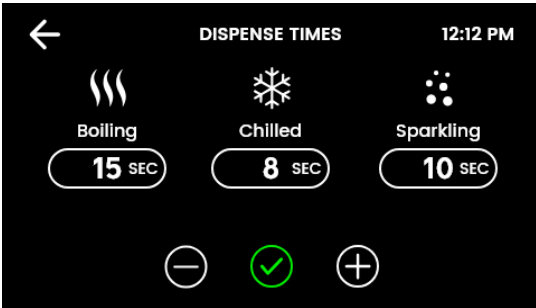 DISPENSE TIMES 12:12 PM
Boiling Chilled Sparkling
15 SEC 8 SEC 10 SEC